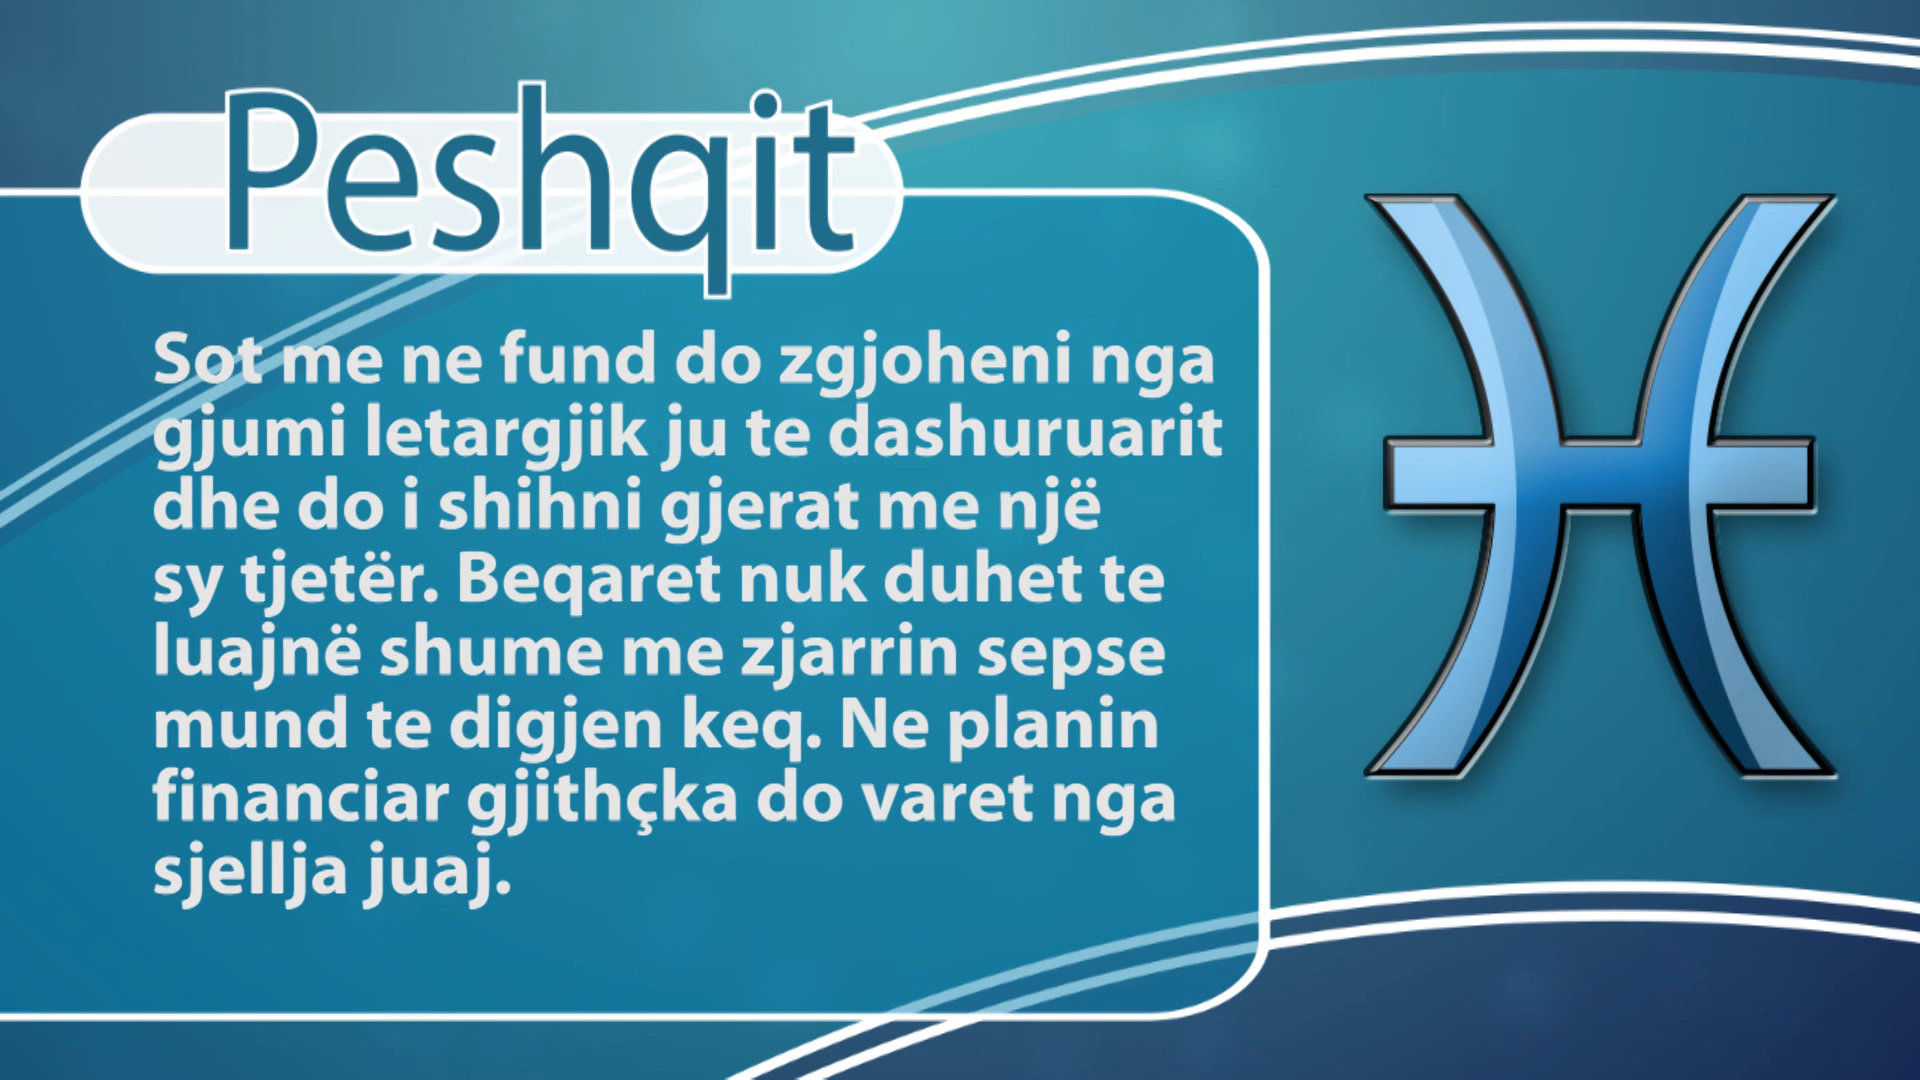 Peshqit
Sot me ne fund do zgjoheni nga
gjumi letargjik ju te dashuruarit
dhe do i shihni gjerat me një
sy tjetër. Beqaret nuk duhet te
luajnë shume me zjarrin sepse
mund te digjen keq. Ne planin
financiar gjithçka do varet nga
sjellja juaj.